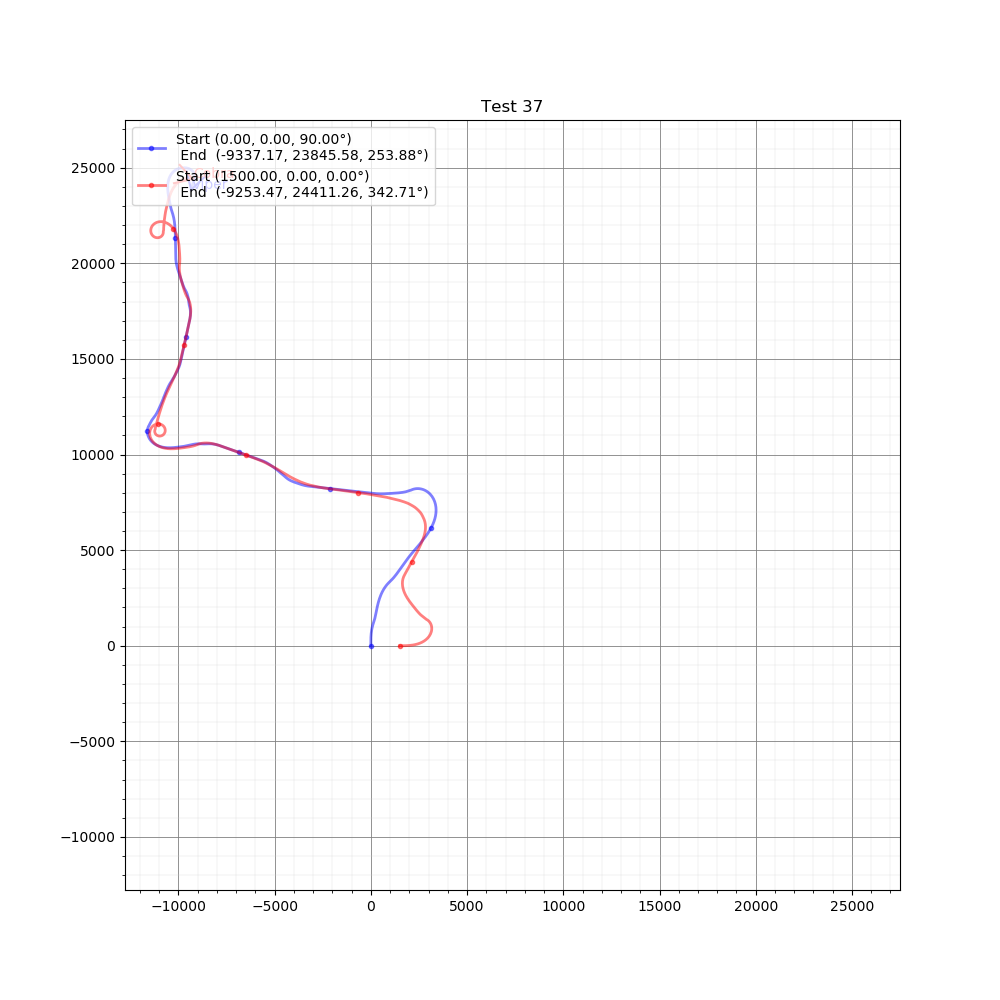 Test 37
Start (0.00, 0.00, 90.00°)
End (-9337.17, 23845.58, 253.88°)
Start (1500.00, 0.00, 0.00°)
End (-9253.47, 24411.26, 342.71°)
25000
20000
15000
10000
5000
0
−5000
−10000
−10000 −5000 0 5000 10000 15000 20000 25000